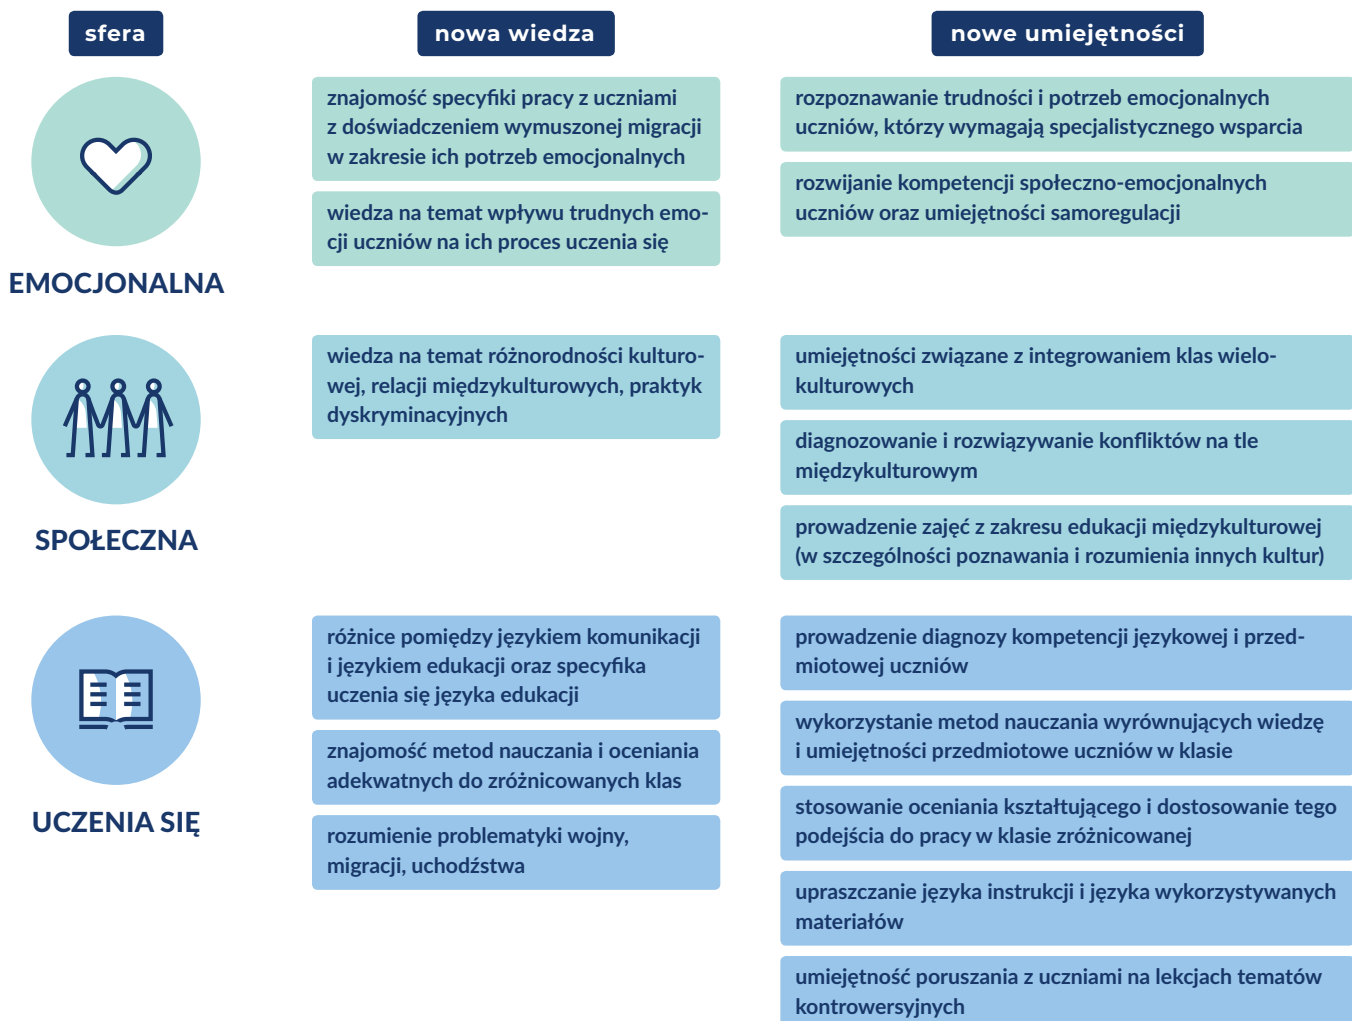 sfera
nowa wiedza
nowe umiejętności
EMOCJONALNA
znajomość specyfiki pracy z uczniami
z doświadczeniem wymuszonej migracji
w zakresie ich potrzeb emocjonalnych
wiedza na temat wpływu trudnych emo-
cji uczniów na ich proces uczenia się
rozpoznawanie trudności i potrzeb emocjonalnych
uczniów, którzy wymagają specjalistycznego wsparcia
rozwijanie kompetencji społeczno-emocjonalnych
uczniów oraz umiejętności samoregulacji
SPOŁECZNA
wiedza na temat różnorodności kulturo-
wej, relacji międzykulturowych, praktyk
dyskryminacyjnych
umiejętności związane z integrowaniem klas wielo-
kulturowych
diagnozowanie i rozwiązywanie konfliktów na tle
międzykulturowym
prowadzenie zajęć z zakresu edukacji międzykulturowej
(w szczególności poznawania i rozumienia innych kultur)
UCZENIA SIĘ
różnice pomiędzy językiem komunikacji
i językiem edukacji oraz specyfika
uczenia się języka edukacji
znajomość metod nauczania i oceniania
adekwatnych do zróżnicowanych klas
rozumienie problematyki wojny,
migracji, uchodźstwa
prowadzenie diagnozy kompetencji językowej i przed-
miotowej uczniów
wykorzystanie metod nauczania wyrównujących wiedzę
i umiejętności przedmiotowe uczniów w klasie
stosowanie oceniania kształtującego i dostosowanie tego
podejścia do pracy w klasie zróżnicowanej
upraszczanie języka instrukcji i języka wykorzystywanych
materiałów
umiejętność poruszania z uczniami na lekcjach tematów
kontrowersyjnych